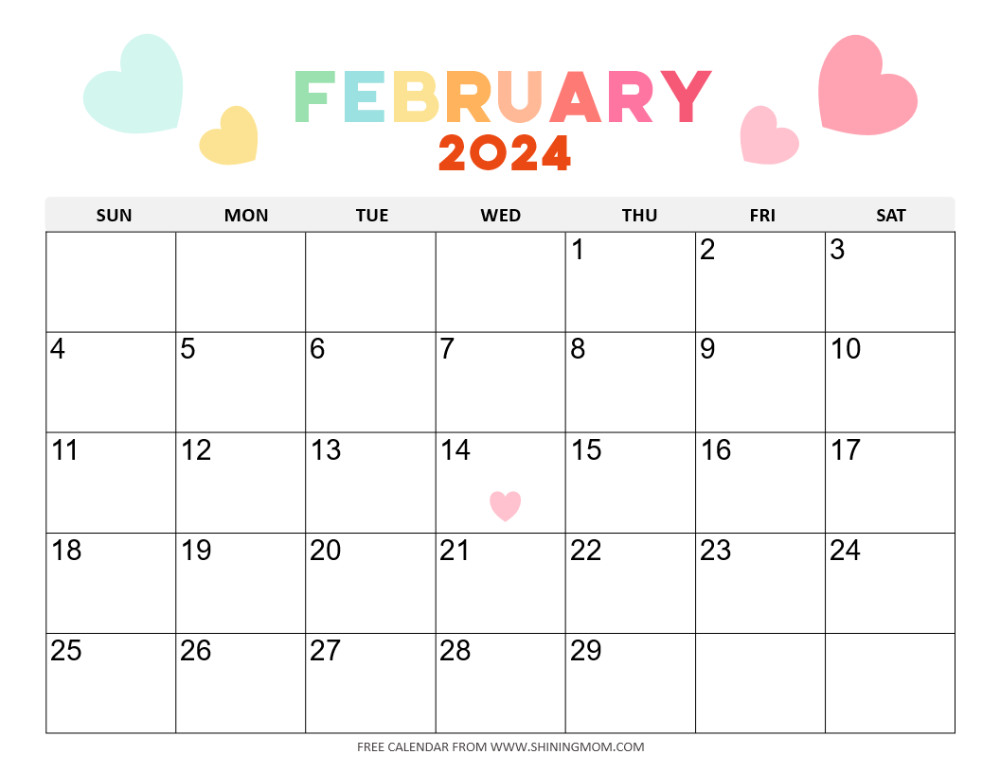 FEBRUARY
2024
SUN MON TUE WED THU FRI SAT
1 2 3
4 5 6 7 8 9 10
11 12 13 14 15 16 17
18 19 20 21 22 23 24
25 26 27 28 29
FREE CALENDAR FROM WWW.SHININGMOM.COM